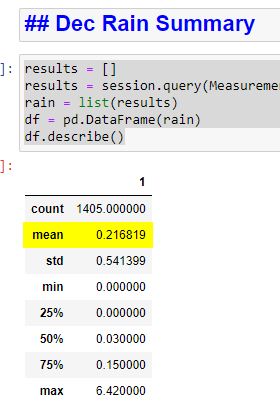 ## Dec Rain Summary
]: results = []
results = session.query(Measureme
rain = list(results)
df = pd.DataFrame(rain)
df.describe()
]:
1
count 1405.000000
mean 0.216819
std 0.541399
min 0.000000
25% 0.000000
50% 0.030000
75% 0.150000
max 6.420000